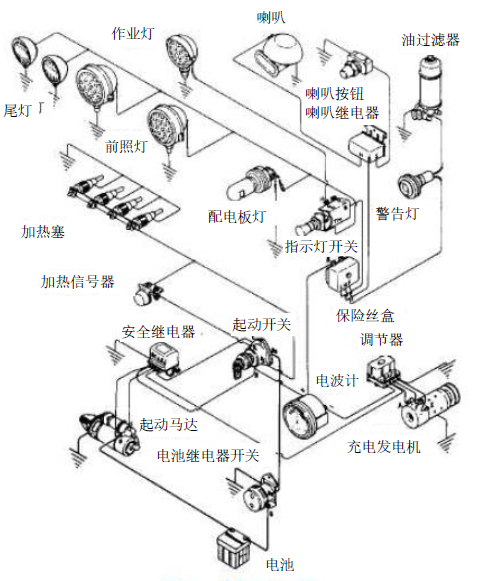 喇叭
作业灯
油过滤器
喇叭按钮
喇叭继电器
尾灯
前照灯
配电板灯
警告灯
加热塞
指示灯开关
加热信号器
保险丝盒
安全继电器
起动开关
调节器
电波计
起动马达
充电发电机
电池继电器开关
电池